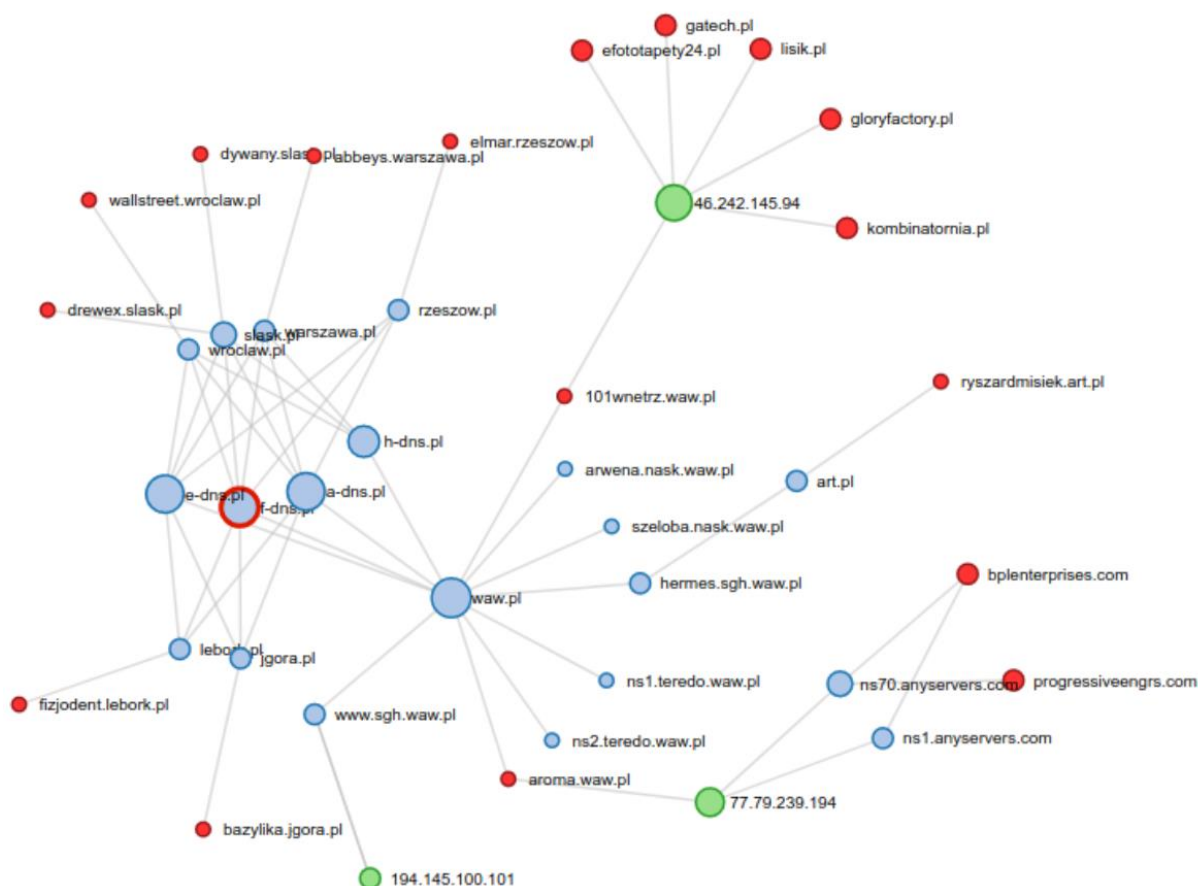 gatech.pl
efototapety24.pl
lisik.pl
gloryfactory.pl
elmar.rzeszow.pl
dywany.slask.pl
abbeys.warszawa.pl
wallstreet.wroclaw.pl
46.242.145.94
kombinatornia.pl
drewex.slask.pl
rzeszow.pl
slask.pl
warszawa.pl
wroclaw.pl
ryszardmisiek.art.pl
101wnetrz.waw.pl
h-dns.pl
arwena.nask.waw.pl
art.pl
e-dns.pl
f-dns.pl
a-dns.pl
szeloba.nask.waw.pl
bplenterprises.com
hermes.sgh.waw.pl
waw.pl
lebork.pl
jgora.pl
ns1.teredo.waw.pl
ns70.anyservers.com
progressiveengrs.com
fizjodent.lebork.pl
www.sgh.waw.pl
ns2.teredo.waw.pl
ns1.anyservers.com
aroma.waw.pl
77.79.239.194
bazylika.jgora.pl
194.145.100.101